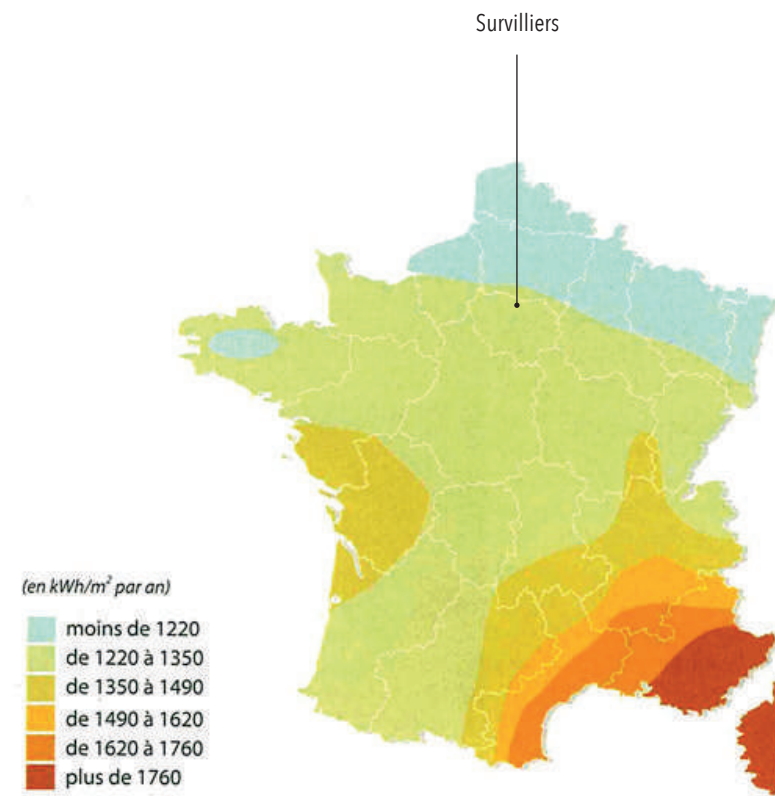 Survilliers
(en kWh/m² par an)
moins de 1220
de 1220 à 1350
de 1350 à 1490
de 1490 à 1620
de 1620 à 1760
plus de 1760